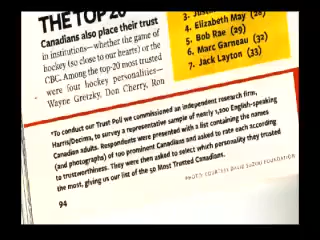 THE TOP 20
Canadians also place their trust
in institutions—whether the game of
hockey (so close to our hearts) or the
CBC. Among the top-20 most trusted
were four hockey personalities—
Wayne Gretzky, Don Cherry, Ron
3. Justin
4. Elizabeth May (28)
5. Bob Rae (29)
6. Marc Garneau (32)
7. Jack Layton (33)
*To conduct our Trust Poll we commissioned an independent research firm,
Harris/Decima, to survey a representative sample of nearly 1,200 English-speaking
Canadian adults. Respondents were presented with a list containing the names
(and photographs) of 100 prominent Canadians and asked to rate each according
to trustworthiness. They were then asked to select which personality they trusted
the most, giving us our list of the 50 Most Trusted Canadians.
PHOTO: COURTESY DAVID SUZUKI FOUNDATION
94